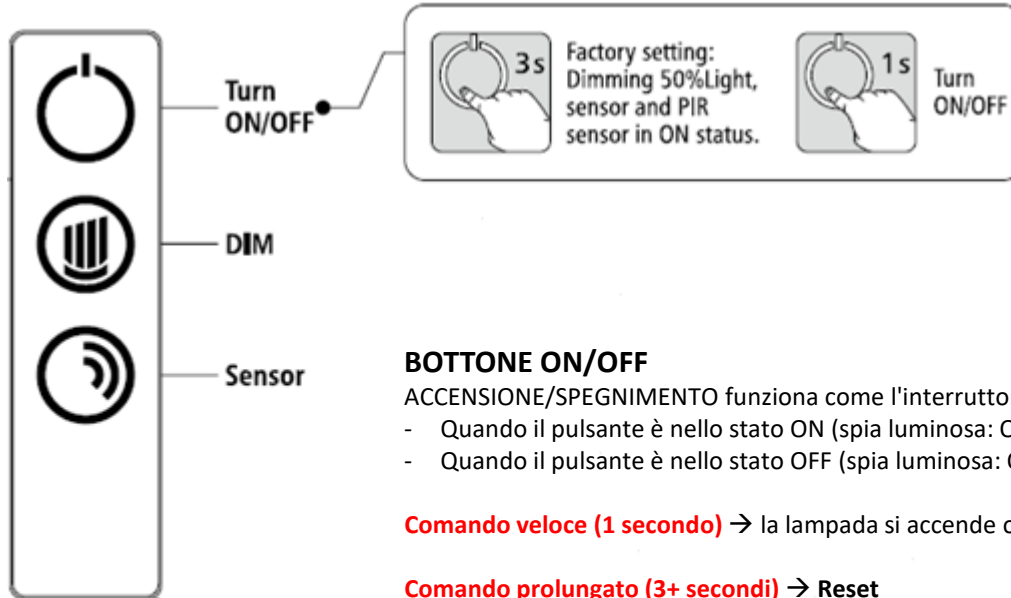 Turn
ON/OFF
DIM
Sensor
3s
Factory setting:
Dimming 50%Light,
sensor and PIR
sensor in ON status.
1s
Turn
ON/OFF
BOTTONE ON/OFF
ACCENSIONE/SPEGNIMENTO funziona come
- Quando il pulsante è nello stato ON (spia luminosa:
- Quando il pulsante è nello stato OFF (spia luminosa:
Comando veloce (1 secondo) → la lampada si accende
Comando prolungato (3+ secondi) → Reset